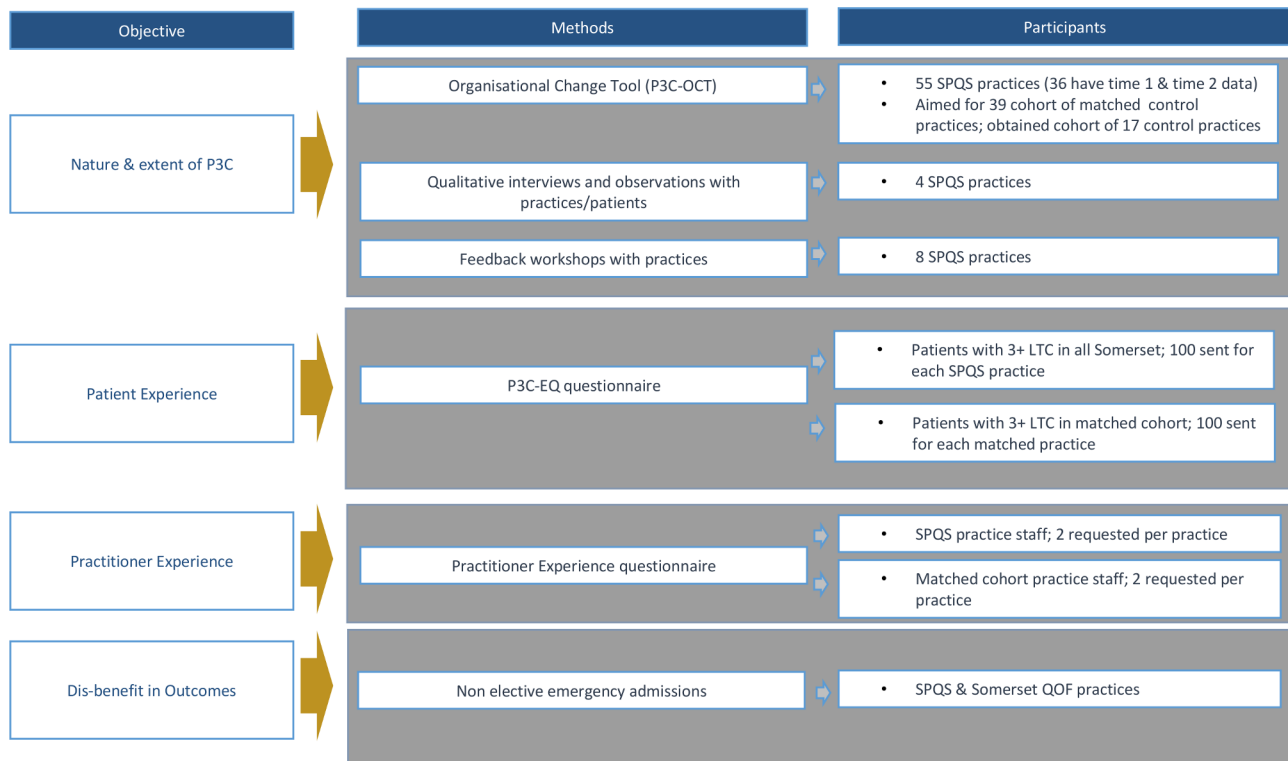 Objective
Methods
Participants
Nature & extent of P3C
Organisational Change Tool (P3C-OCT)
• 55 SPQS practices (36 have time 1 & time 2 data)
• Aimed for 39 cohort of matched control
practices; obtained cohort of 17 control practices
Qualitative interviews and observations with
practices/patients
• 4 SPQS practices
Feedback workshops with practices
• 8 SPQS practices
Patient Experience
P3C-EQ questionnaire
• Patients with 3+ LTC in all Somerset; 100 sent for
each SPQS practice
• Patients with 3+ LTC in matched cohort; 100 sent
for each matched practice
Practitioner Experience
Practitioner Experience questionnaire
• SPQS practice staff; 2 requested per practice
• Matched cohort practice staff; 2 requested per
practice
Dis-benefit in Outcomes
Non elective emergency admissions
• SPQS & Somerset QOF practices